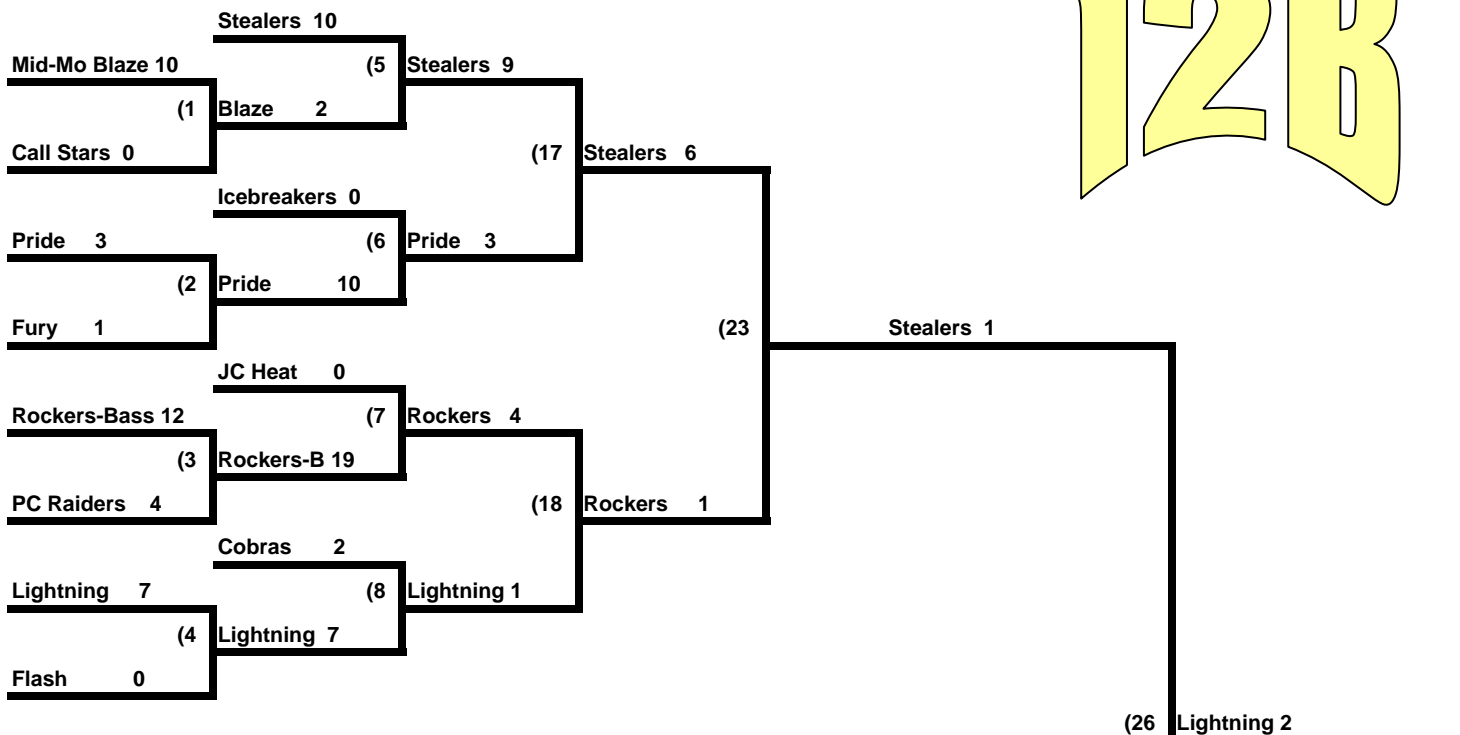 12B
Stealers 10
Mid-Mo Blaze 10
(5 Stealers 9
(1 Blaze 2
Call Stars 0
(17 Stealers 6
Icebreakers 0
Pride 3
(6 Pride 3
(2 Pride 10
Fury 1
(23 Stealers 1
JC Heat 0
Rockers-Bass 12
(7 Rockers 4
(3 Rockers-B 19
PC Raiders 4
(18 Rockers 1
Cobras 2
Lightning 7
(8 Lightning 1
(4 Lightning 7
Flash 0
(26 Lightning 2